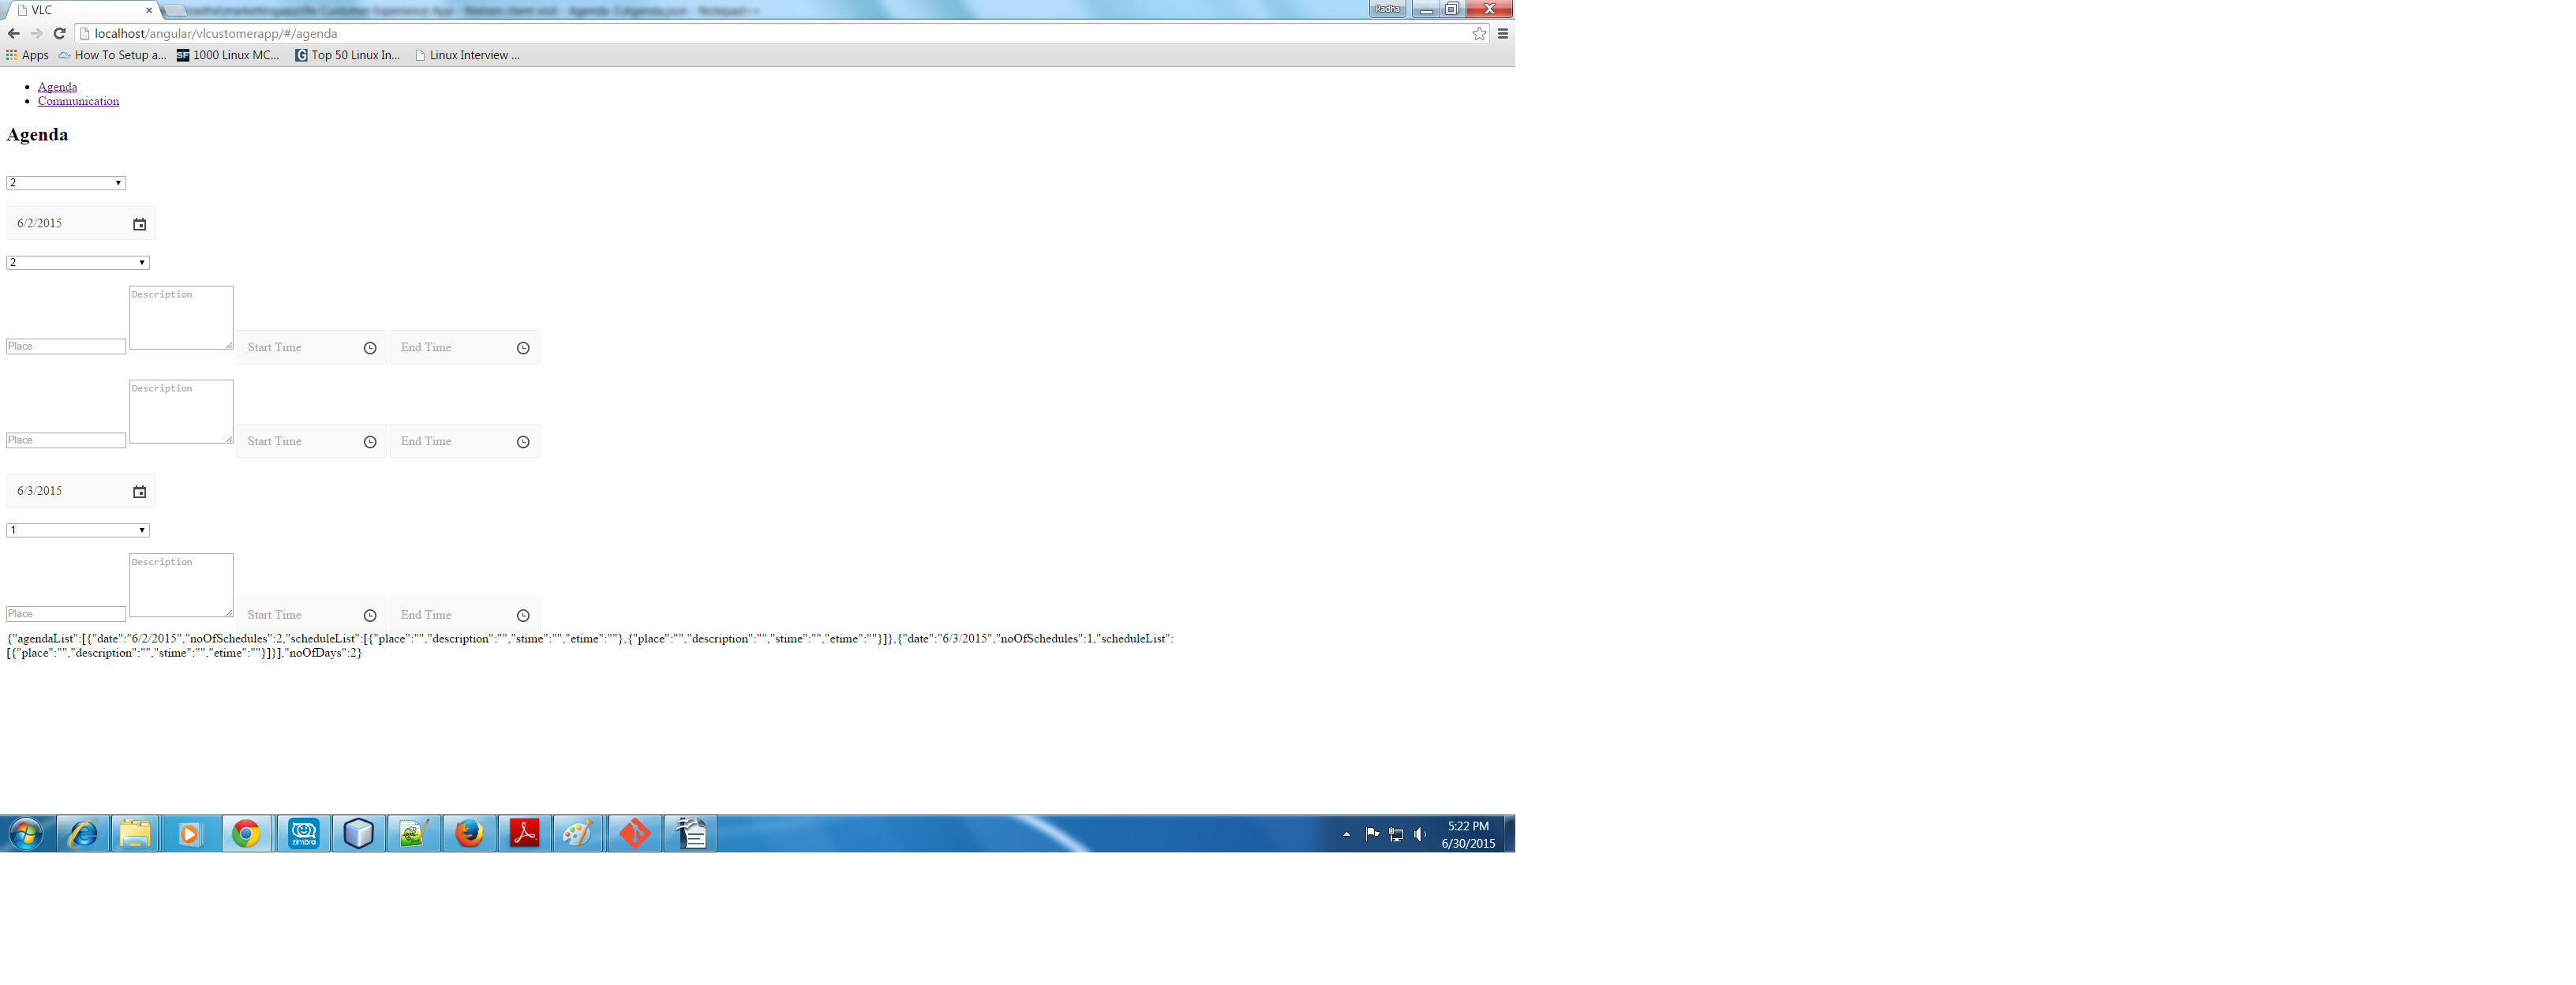 VLC
Radha
localhost/angular/vlcustomerapp/#/agenda
Apps How To Setup a... SF 1000 Linux MC... G Top 50 Linux In... Linux Interview ...
Agenda
Communication
Agenda
2
6/2/2015
2
Description
Place Start Time End Time
Description
Place Start Time End Time
6/3/2015
1
Description
Place Start Time End Time
{"agendaList":[{"date":"6/2/2015","noOfSchedules":2,"scheduleList":[{"place":"","description":"","stime":"","etime":""},{"place":"","description":"","stime":"","etime":""}]},{"date":"6/3/2015","noOfSchedules":1,"scheduleList":
[{"place":"","description":"","stime":"","etime":""}]}],"noOfDays":2}
zimbra
5:22 PM
6/30/2015